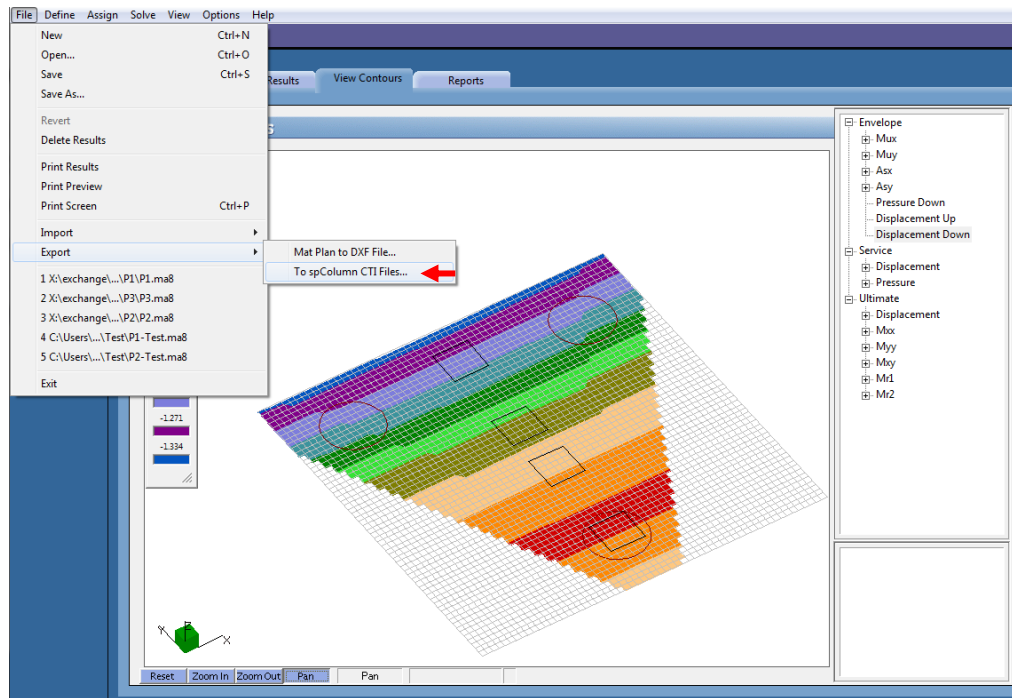 File Define Assign Solve View Options Help
New Ctrl+N
Open... Ctrl+O
Save Ctrl+S
Save As...
Revert
Delete Results
Print Results
Print Preview
Print Screen Ctrl+P
Import
Export
1 X:\exchange\...\P1\P1.ma8
2 X:\exchange\...\P3\P3.ma8
3 X:\exchange\...\P2\P2.ma8
4 C:\Users\...\Test\P1-Test.ma8
5 C:\Users\...\Test\P2-Test.ma8
Exit
Mat Plan to DXF File...
To spColumn CTI Files...
Results View Contours Reports
-1.271
-1.334
Y X
Reset Zoom In Zoom Out Pan Pan
Envelope
Mux
Muy
Asx
Asy
Pressure Down
Displacement Up
Displacement Down
Service
Displacement
Pressure
Ultimate
Displacement
Mxx
Myy
Mxy
Mr1
Mr2